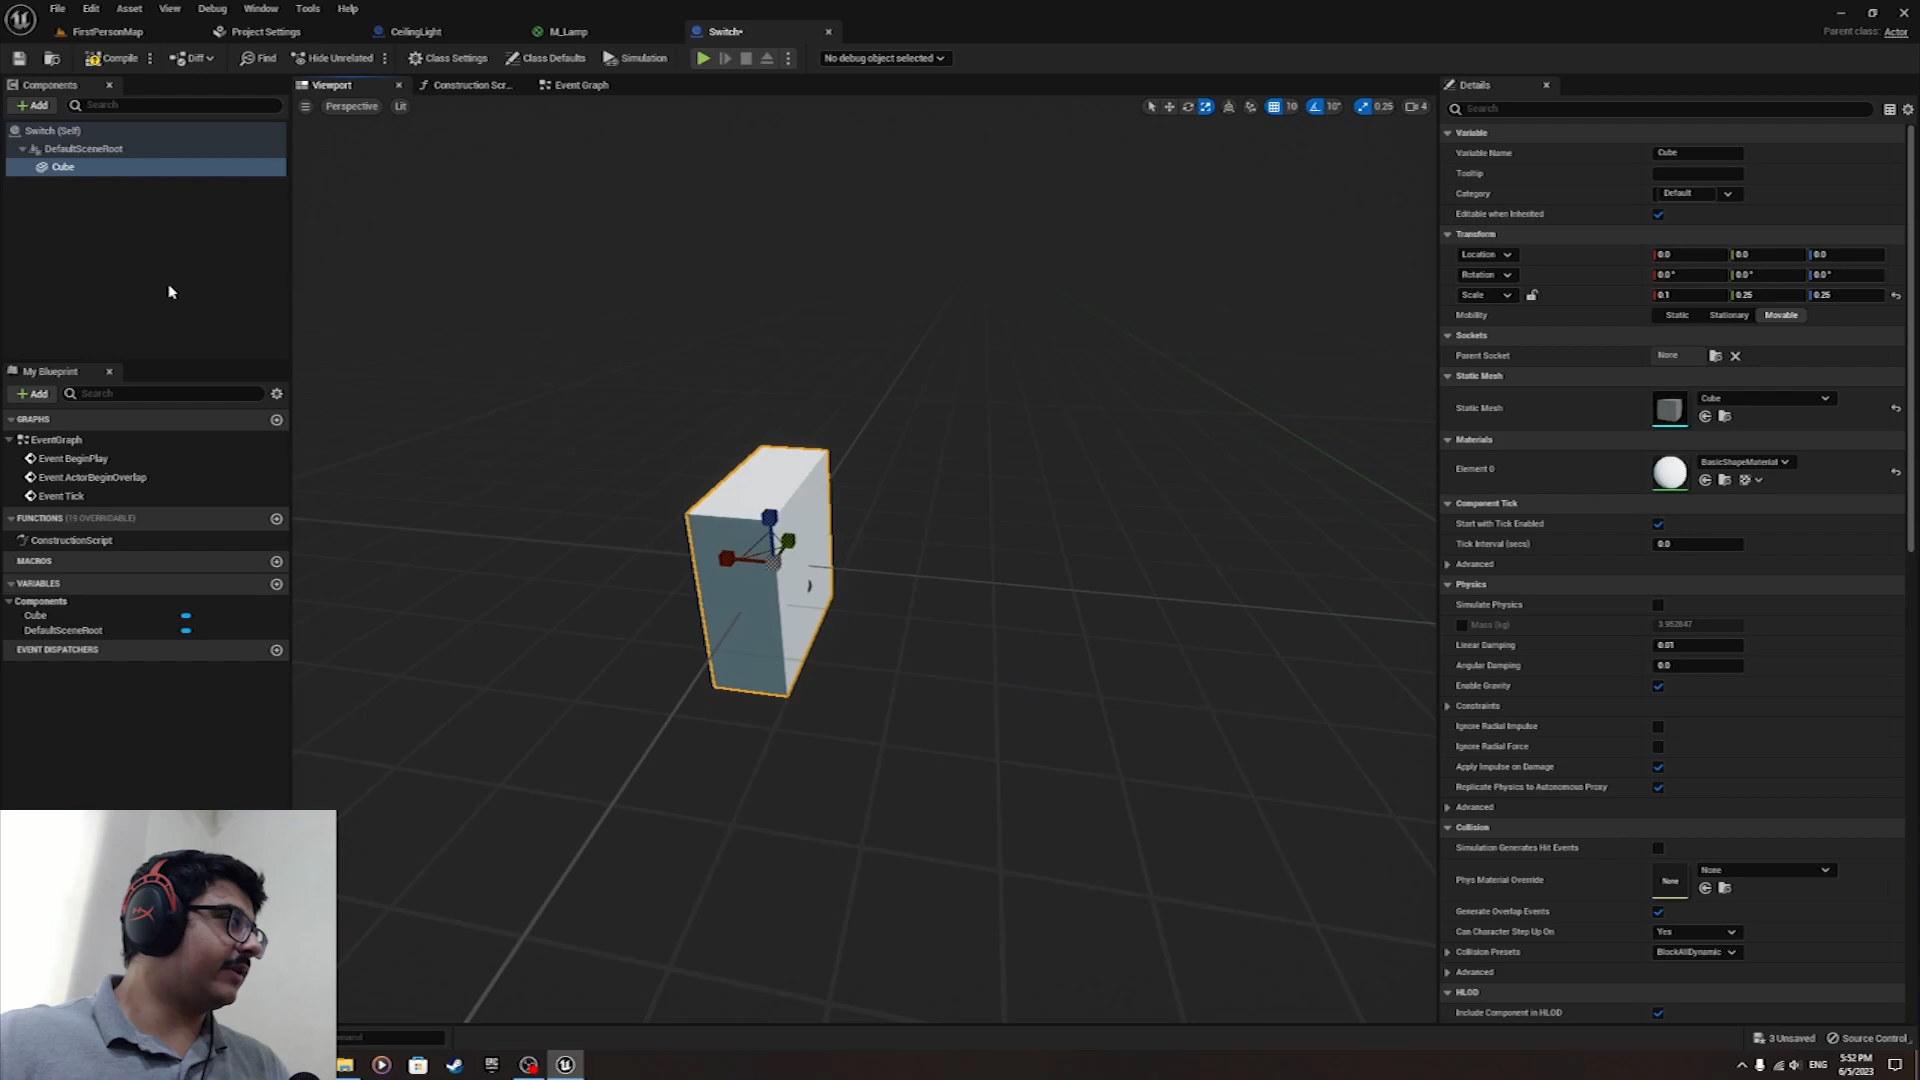 File Edit Asset View Debug Window Tools Help
FirstPersonMap Project Settings CeilingLight M_Lamp Switch•
Parent class: Actor
Compile Diff Find Hide Unrelated Class Settings Class Defaults Simulation No debug object selected
Components
Add Search
Switch (Self)
DefaultSceneRoot
Cube
My Blueprint
Add Search
GRAPHS
EventGraph
Event BeginPlay
Event ActorBeginOverlap
Event Tick
FUNCTIONS (19 OVERRIDABLE)
ConstructionScript
MACROS
VARIABLES
Components
Cube
DefaultSceneRoot
EVENT DISPATCHERS
Viewport Construction Scr... Event Graph
Perspective Lit
10 10° 0.25 4
Details
Search
Variable
Variable Name Cube
Tooltip
Category Default
Editable when Inherited
Transform
Location 0.0 0.0 0.0
Rotation 0.0° 0.0° 0.0°
Scale 0.1 0.25 0.25
Mobility Static Stationary Movable
Sockets
Parent Socket None
Static Mesh
Static Mesh Cube
Materials
Element 0 BasicShapeMaterial
Component Tick
Start with Tick Enabled
Tick Interval (secs) 0.0
Advanced
Physics
Simulate Physics
Mass (kg) 3.952847
Linear Damping 0.01
Angular Damping 0.0
Enable Gravity
Constraints
Ignore Radial Impulse
Ignore Radial Force
Apply Impulse on Damage
Replicate Physics to Autonomous Proxy
Advanced
Collision
Simulation Generates Hit Events
Phys Material Override None None
Generate Overlap Events
Can Character Step Up On Yes
Collision Presets BlockAllDynamic
Advanced
HLOD
Include Component in HLOD
3 Unsaved Source Control
ENG 5:52 PM
6/5/2023